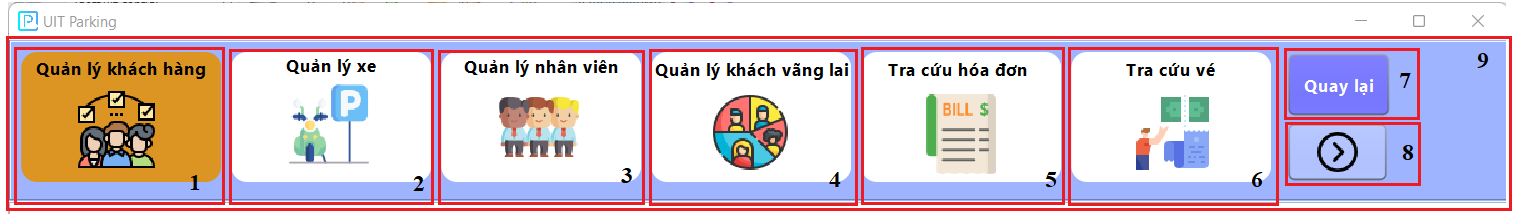 UIT Parking
Quản lý khách hàng
1
Quản lý xe
P
2
Quản lý nhân viên
3
Quản lý khách vãng lai
4
Tra cứu hóa đơn
BILL $
5
Tra cứu vé
6
Quay lại
7
8
9